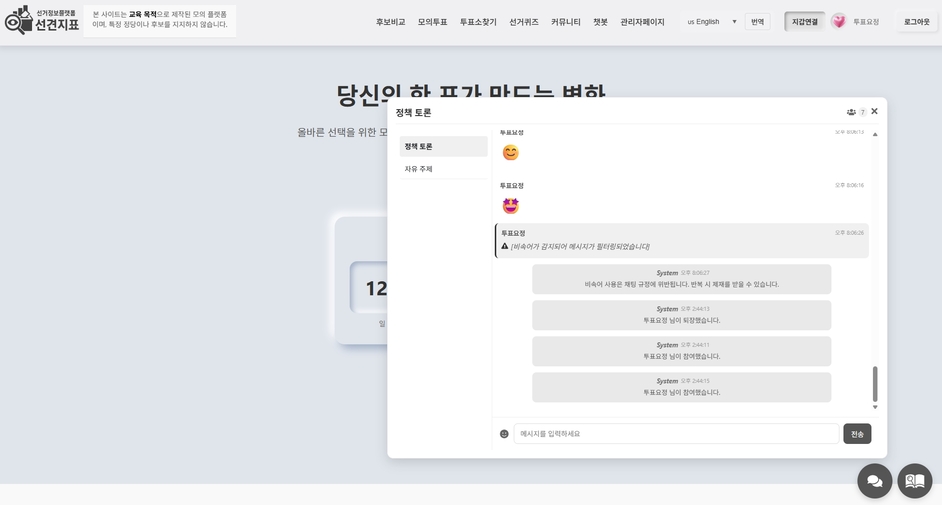 선거정보플랫폼
선견지표
본 사이트는 교육 목적으로 제작된 모의 플랫폼
이며, 특정 정당이나 후보를 지지하지 않습니다.
후보비교 모의투표 투표소찾기 선거퀴즈 커뮤니티 챗봇 관리자페이지
us English
번역
지갑연결
투표요정
로그아웃
당신의 한 표가 만드는 변화
올바른 선택을 위한 모
12
일
정책 토론
7
정책 토론
자유 주제
투표요정 오후 8:06:13
투표요정 오후 8:06:16
투표요정 오후 8:06:26
[비속어가 감지되어 메시지가 필터링되었습니다]
System 오후 8:06:27
비속어 사용은 채팅 규정에 위반됩니다. 반복 시 제재를 받을 수 있습니다.
System 오후 2:44:13
투표요정 님이 퇴장했습니다.
System 오후 2:44:11
투표요정 님이 참여했습니다.
System 오후 2:44:15
투표요정 님이 참여했습니다.
메시지를 입력하세요
전송